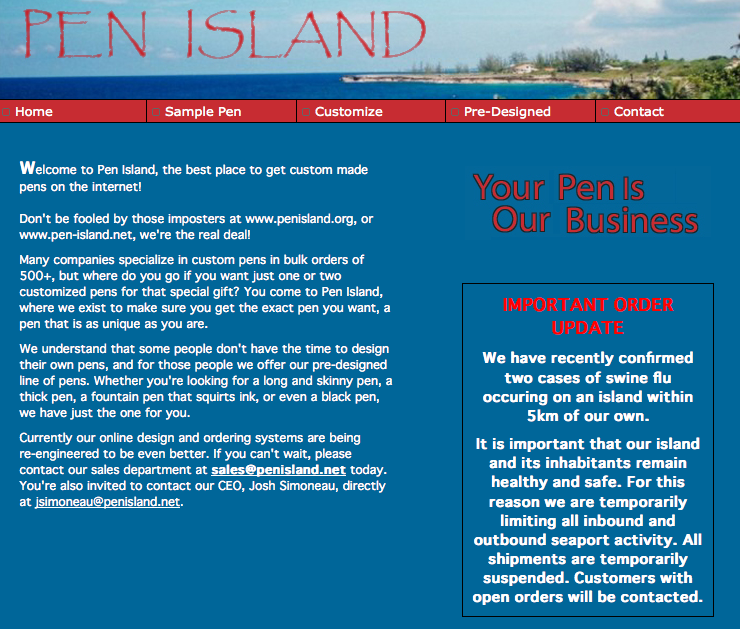 PEN ISLAND
Home
Sample Pen
Customize
Pre-Designed
Contact
Welcome to Pen Island, the best place to get custom made
pens on the internet!
Don't be fooled by those imposters at www.penisland.org, or
www.pen-island.net, we're the real deal!
Many companies specialize in custom pens in bulk orders of
500+, but where do you go if you want just one or two
customized pens for that special gift? You come to Pen Island,
where we exist to make sure you get the exact pen you want, a
pen that is as unique as you are.
We understand that some people don't have the time to design
their own pens, and for those people we offer our pre-designed
line of pens. Whether you're looking for a long and skinny pen, a
thick pen, a fountain pen that squirts ink, or even a black pen,
we have just the one for you.
Currently our online design and ordering systems are being
re-engineered to be even better. If you can't wait, please
contact our sales department at sales@penisland.net today.
You're also invited to contact our CEO, Josh Simoneau, directly
at jsimoneau@penisland.net.
Your Pen Is
Our Business
IMPORTANT ORDER
UPDATE
We have recently confirmed
two cases of swine flu
occuring on an island within
5km of our own.
It is important that our island
and its inhabitants remain
healthy and safe. For this
reason we are temporarily
limiting all inbound and
outbound seaport activity. All
shipments are temporarily
suspended. Customers with
open orders will be contacted.